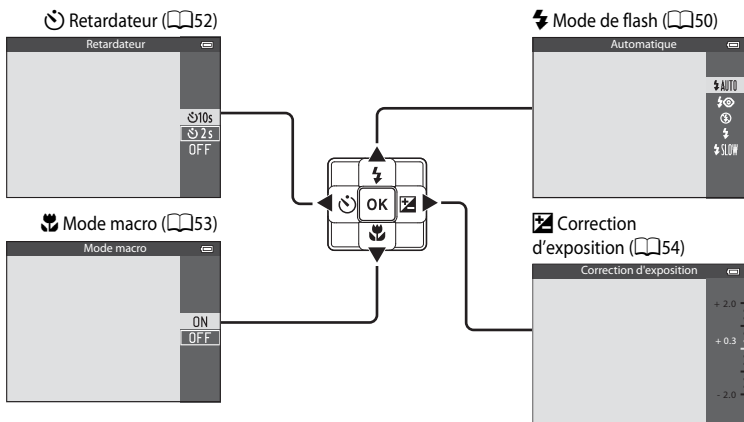 Retardateur (52)
Retardateur
10s
2s
OFF
Mode macro (53)
Mode macro
ON
OFF
OK
Mode de flash (50)
Automatique
AUTO
SLOW
Correction
d'exposition (54)
Correction d'exposition
+ 2.0
+ 0.3
- 2.0